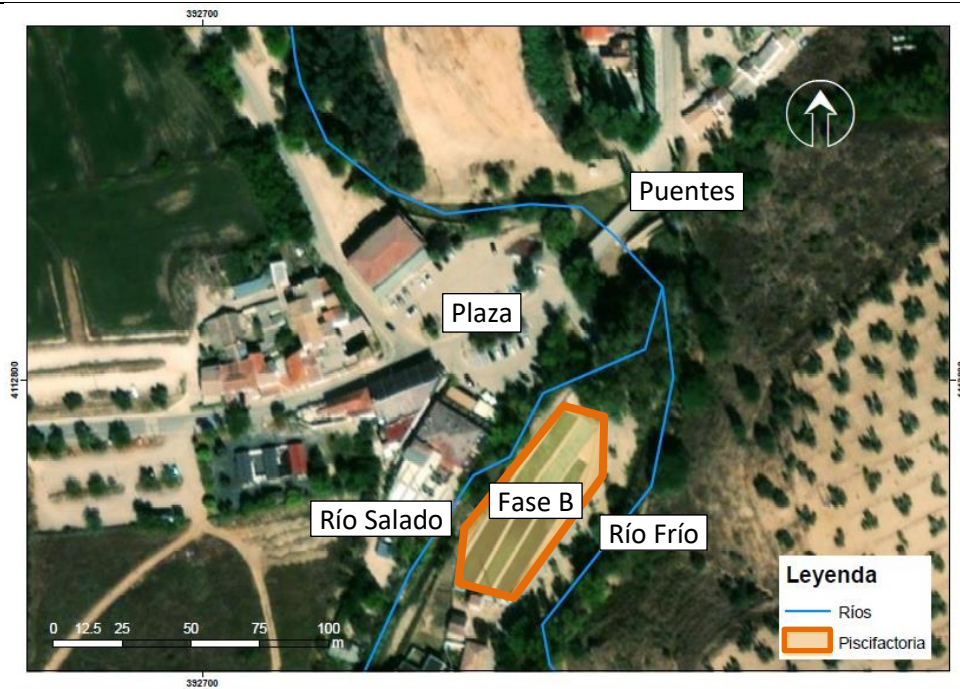 392700
Puentes
Plaza
4112800
Fase B
Río Salado
Río Frío
Leyenda
Ríos
Piscifactoria
0 12.5 25 50 75 100
m
392700